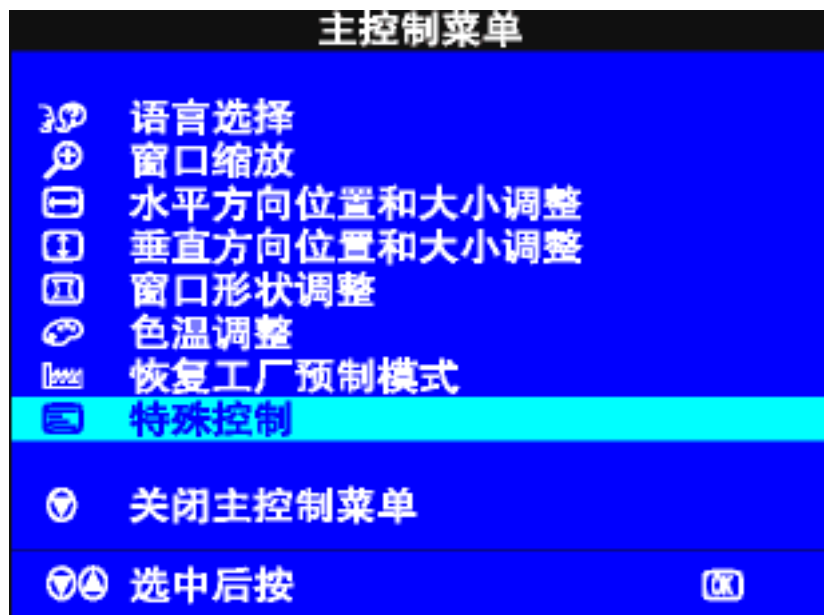 主控制菜单
语言选择
窗口缩放
水平方向位置和大小调整
垂直方向位置和大小调整
窗口形状调整
色温调整
恢复工厂预制模式
特殊控制
关闭主控制菜单
选中后按 OK